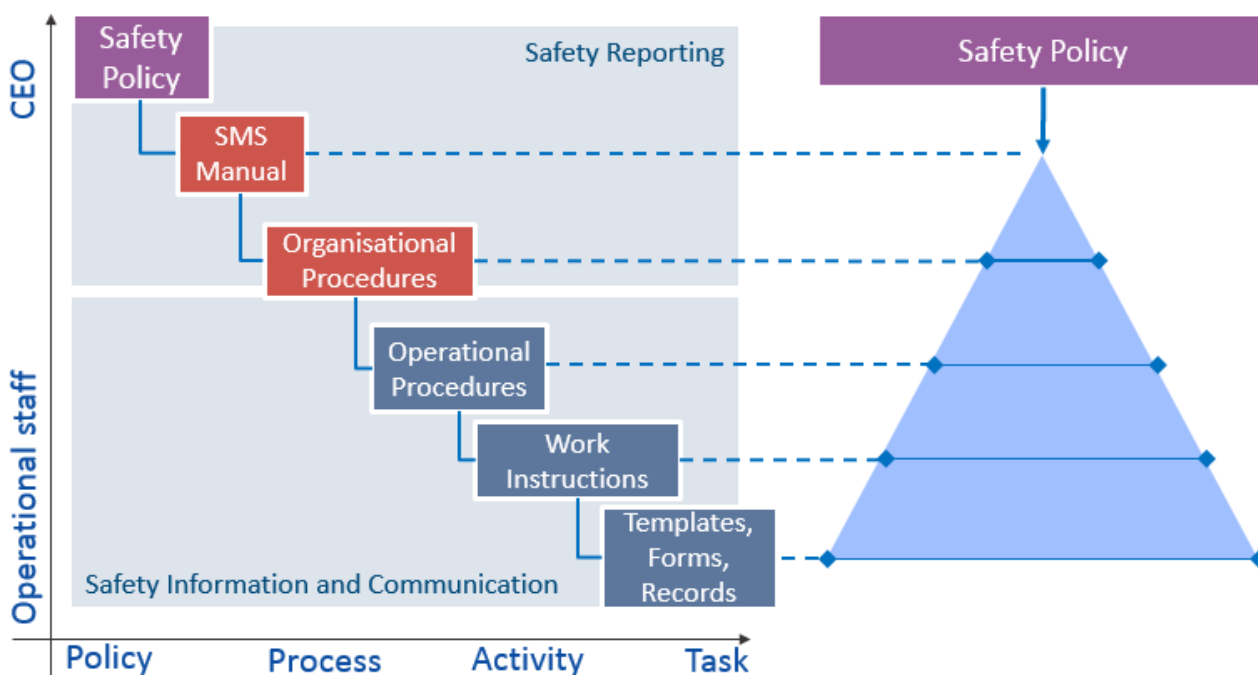 CEO
Operational staff
Safety
Policy
Safety Reporting
Safety Policy
SMS
Manual
Organisational
Procedures
Operational
Procedures
Work
Instructions
Templates,
Forms,
Records
Safety Information and Communication
Policy
Process
Activity
Task